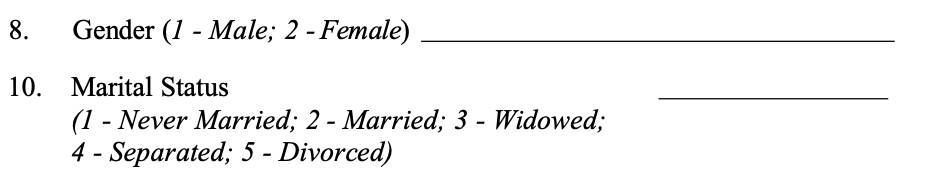 8. Gender (1 - Male; 2 - Female)
10. Marital Status
(1 - Never Married; 2 - Married; 3 - Widowed;
4 - Separated; 5 - Divorced)